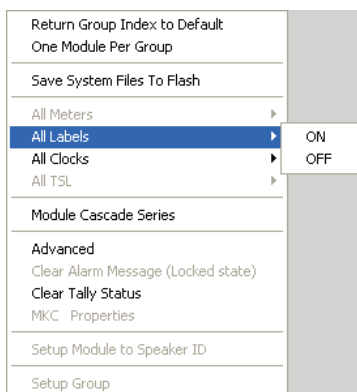 Return Group Index to Default
One Module Per Group
Save System Files To Flash
All Meters
All Labels
ON
All Clocks
OFF
All TSL
Module Cascade Series
Advanced
Clear Alarm Message (Locked state)
Clear Tally Status
MKC Properties
Setup Module to Speaker ID
Setup Group